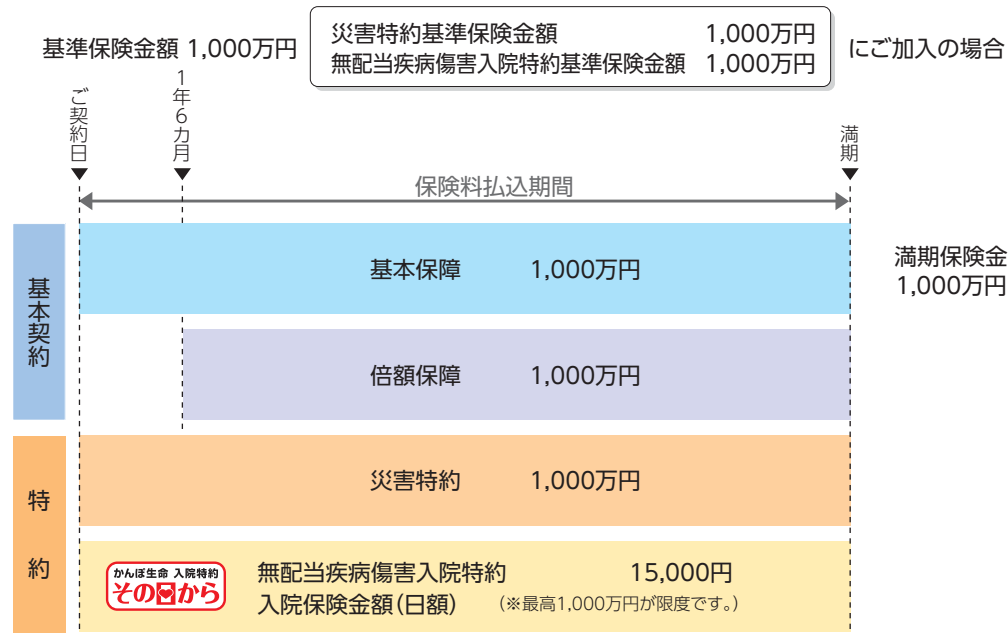 基準保険金額 1,000万円
災害特約基準保険金額 1,000万円
無配当疾病傷害入院特約基準保険金額 1,000万円
にご加入の場合
ご契約日
1年6カ月
満期
保険料払込期間
基本契約
基本保障 1,000万円
満期保険金
1,000万円
倍額保障 1,000万円
特約
災害特約 1,000万円
かんぽ生命 入院特約
その日から
無配当疾病傷害入院特約 15,000円
入院保険金額(日額) (※最高1,000万円が限度です。)